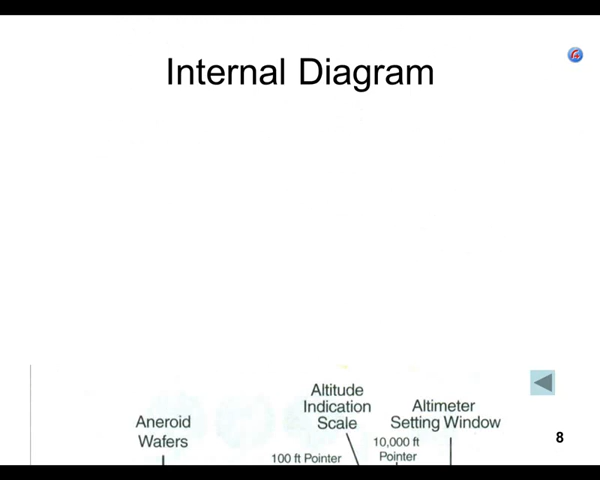 Internal Diagram
Altitude
Indication
Scale
Altimeter
Setting Window
Aneroid
Wafers
10,000 ft
Pointer
100 ft Pointer
8